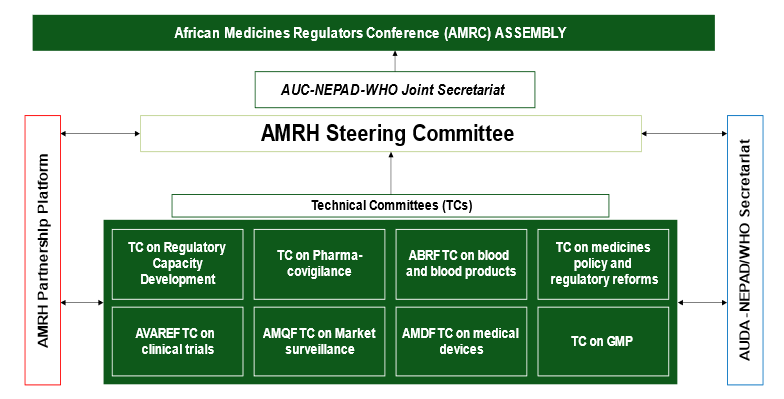 African Medicines Regulators Conference (AMRC) ASSEMBLY
AUC-NEPAD-WHO Joint Secretariat
AMRH Steering Committee
AMRH Partnership Platform
AUDA -NEPAD/WHO Secretariat
Technical Committees (TCs)
TC on Regulatory
Capacity
Development
TC on Pharma-
covigilance
ABRF TC on blood
and blood products
TC on medicines
policy and
regulatory reforms
AVAREF TC on
clinical trials
AMQF TC on Market
surveillance
AMDF TC on medical
devices
TC on GMP